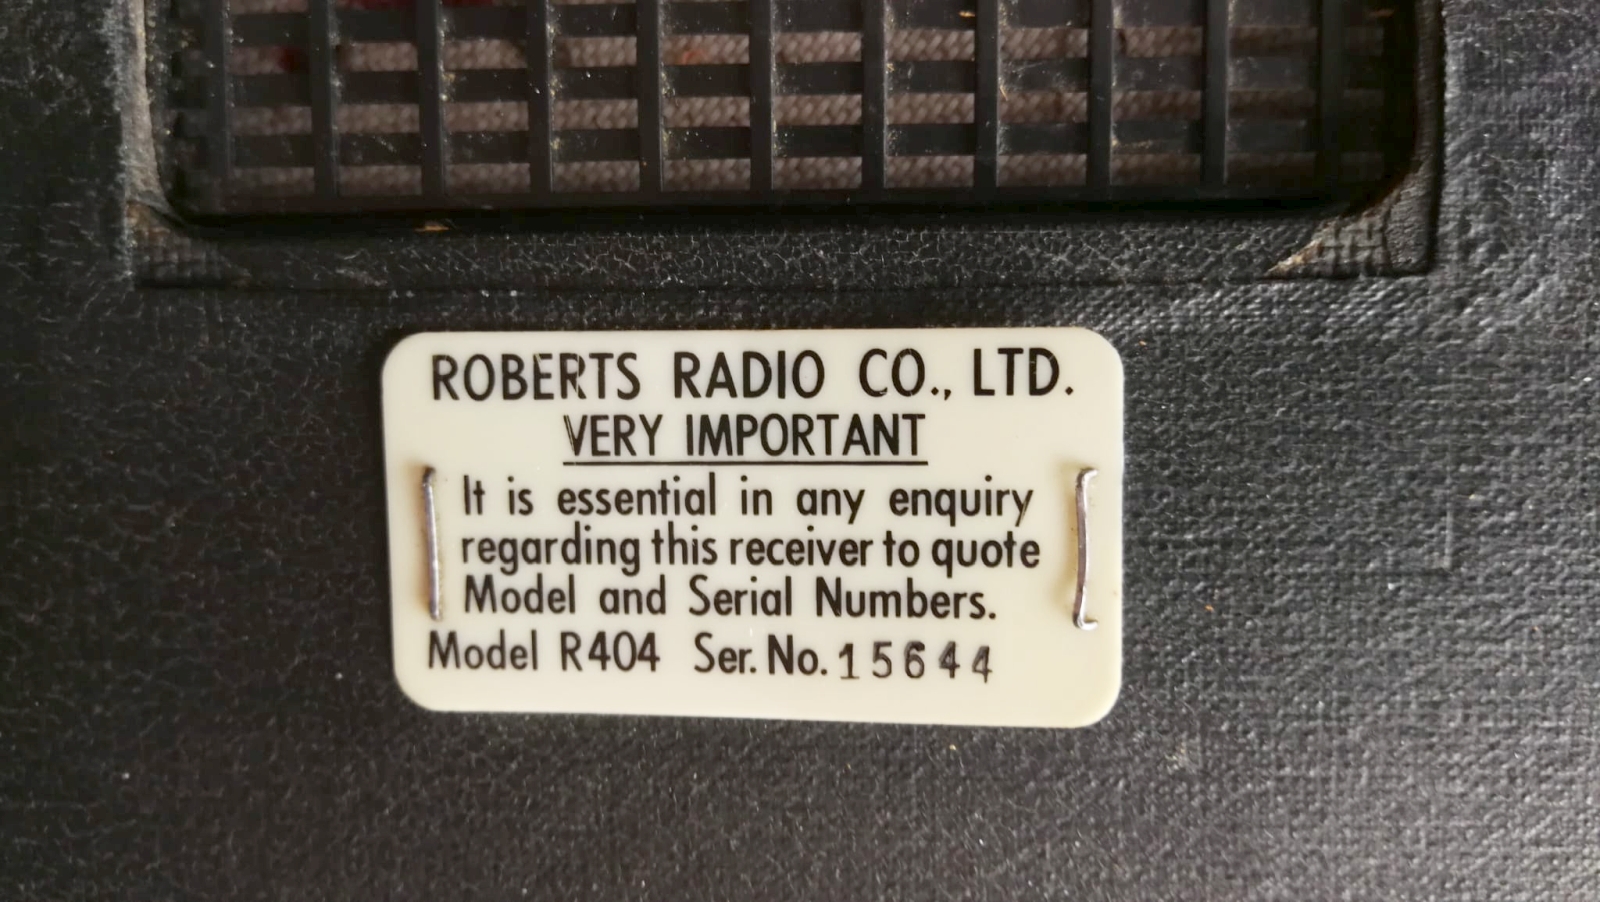 ROBERTS RADIO CO., LTD.
VERY IMPORTANT
It is essential in any enquiry
regarding this receiver to quote
Model and Serial Numbers.
Model R404 Ser. No. 15644